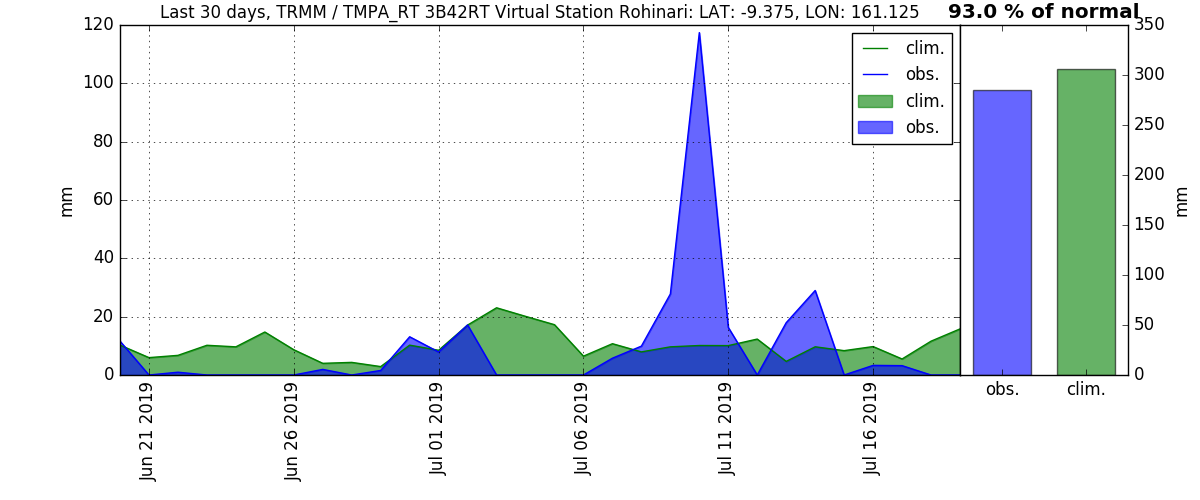 Last 30 days, TRMM / TMPA_RT 3B42RT Virtual Station Rohinari: LAT: -9.375, LON: 161.125
93.0 % of normal
120
100
80
60
40
20
0
mm
clim.
obs.
clim.
obs.
Jun 21 2019
Jun 26 2019
Jul 01 2019
Jul 06 2019
Jul 11 2019
Jul 16 2019
350
300
250
200
150
100
50
0
mm
obs.
clim.